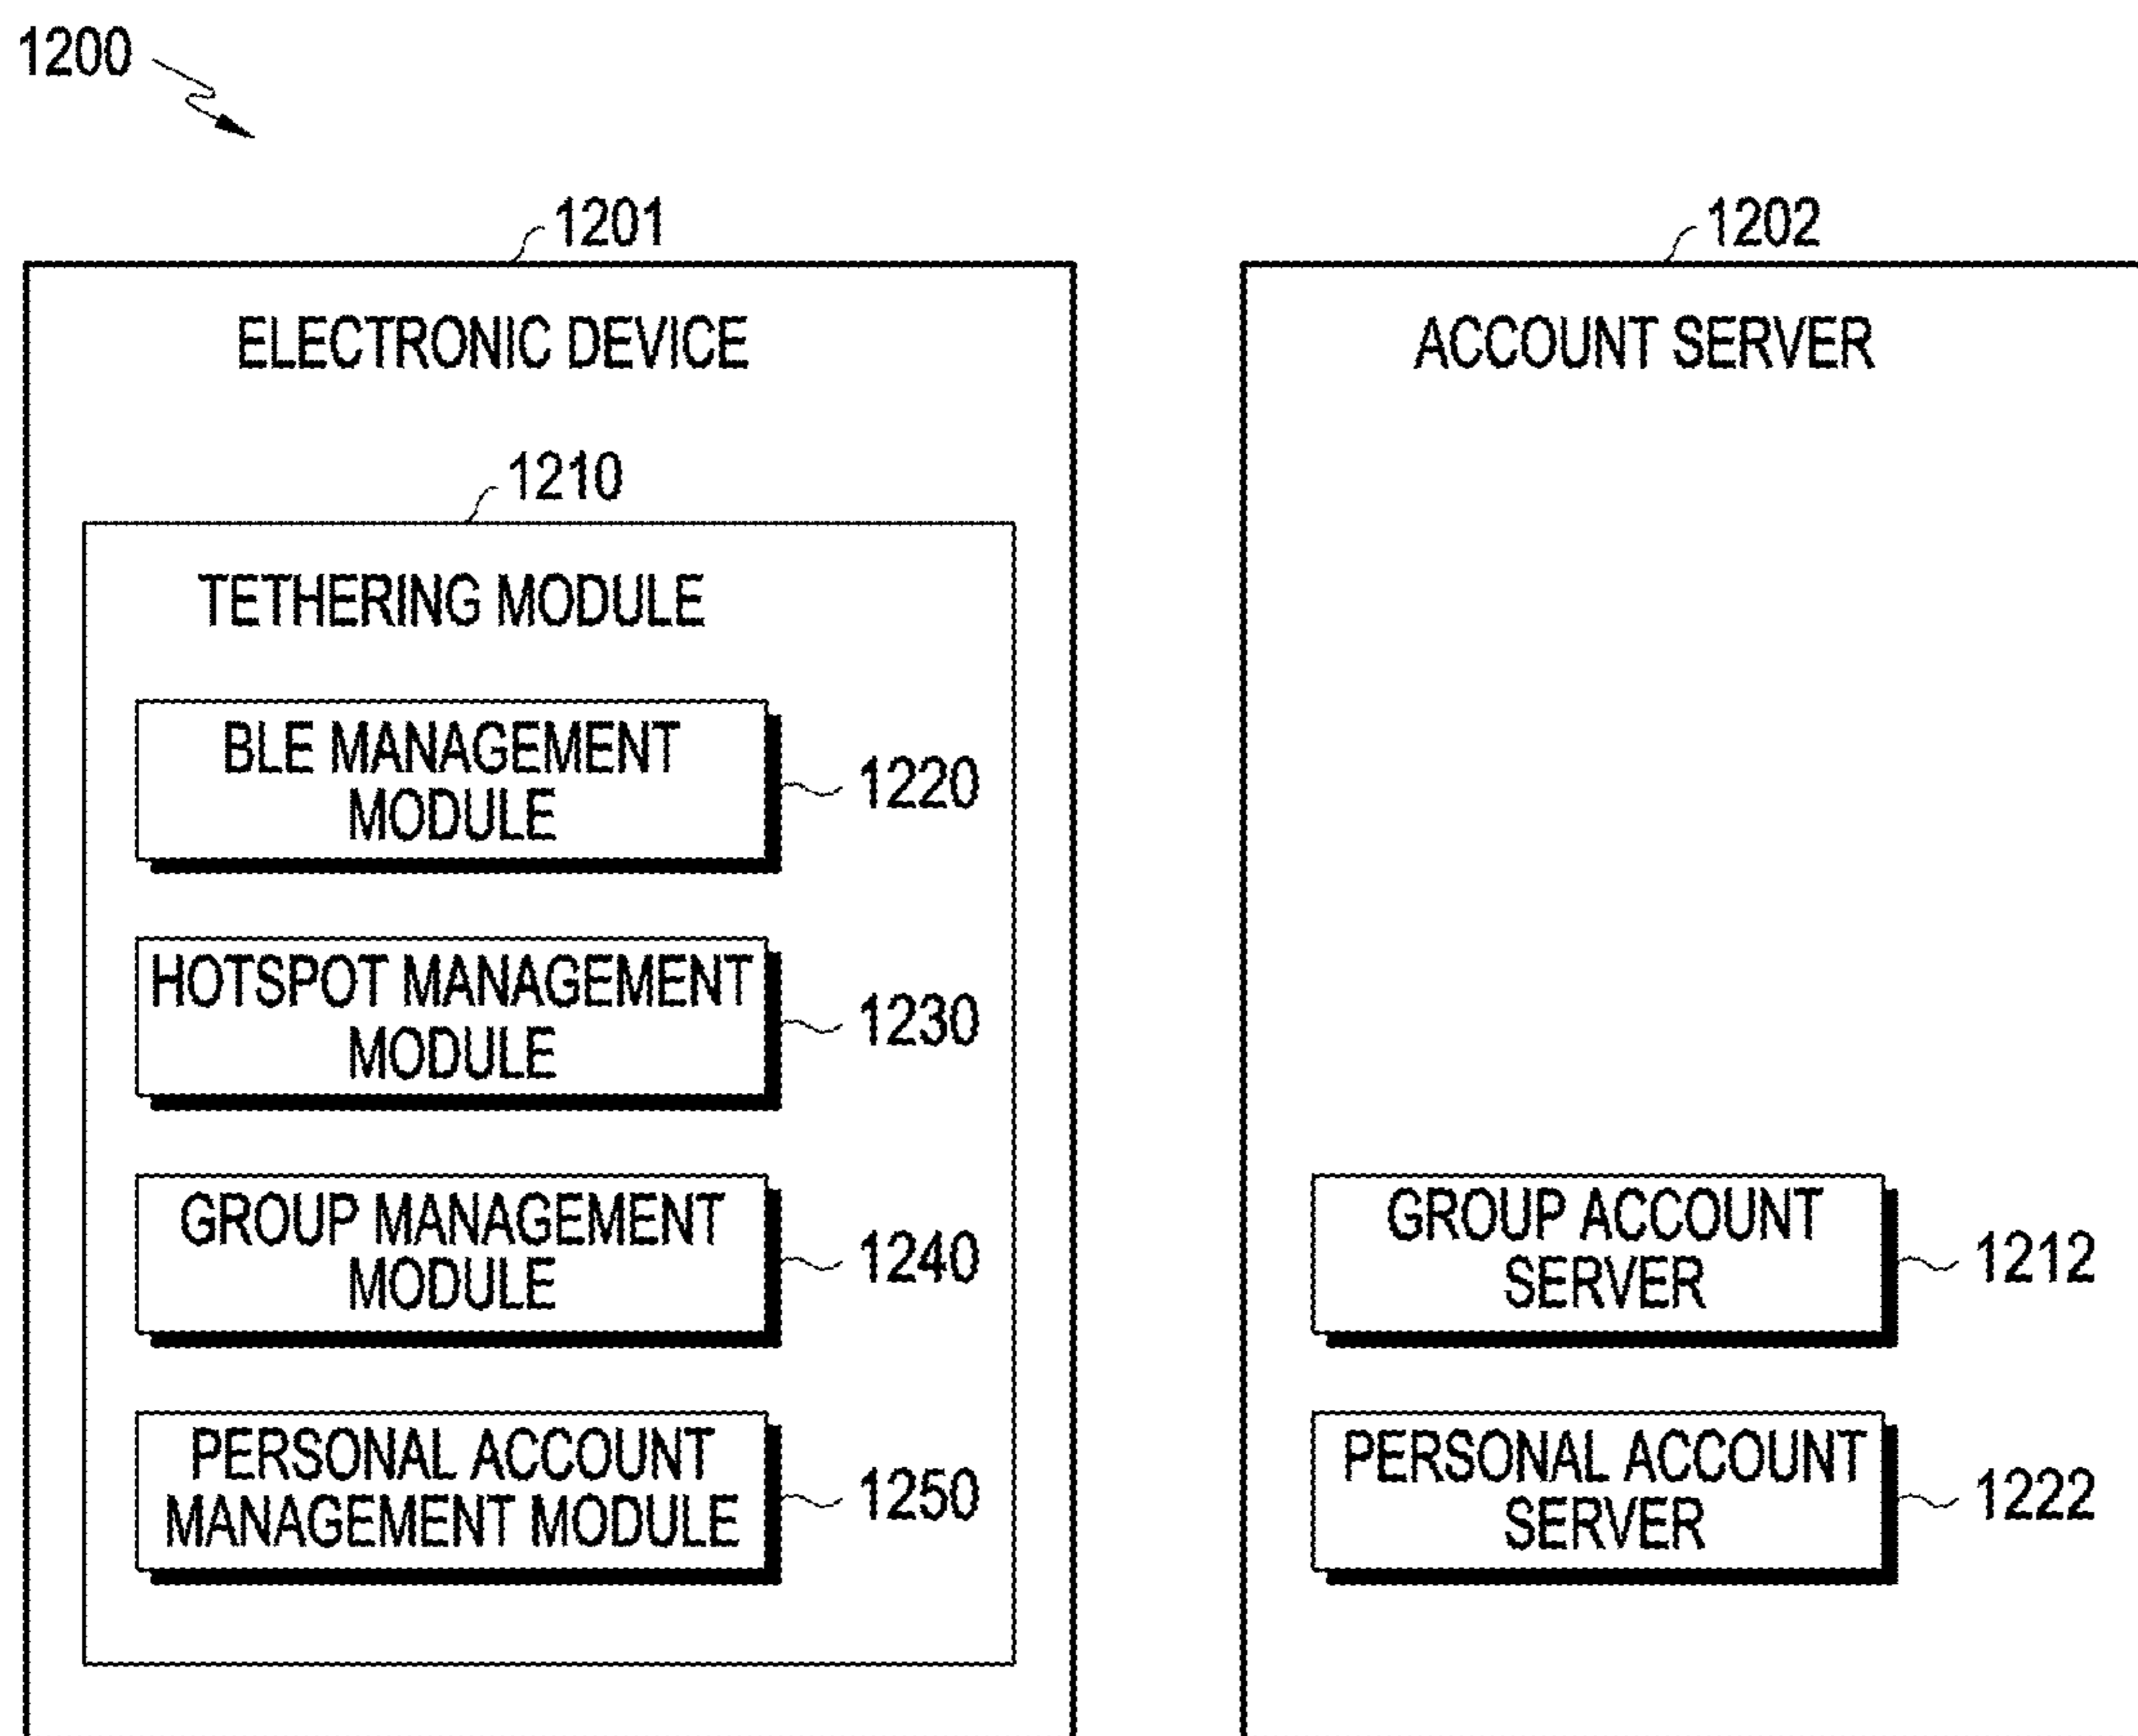 1200
1201
ELECTRONIC DEVICE
1210
TETHERING MODULE
BLE MANAGEMENT
MODULE
1220
HOTSPOT MANAGEMENT
MODULE
1230
GROUP MANAGEMENT
MODULE
1240
PERSONAL ACCOUNT
MANAGEMENT MODULE
1250
1202
ACCOUNT SERVER
GROUP ACCOUNT
SERVER
1212
PERSONAL ACCOUNT
SERVER
1222